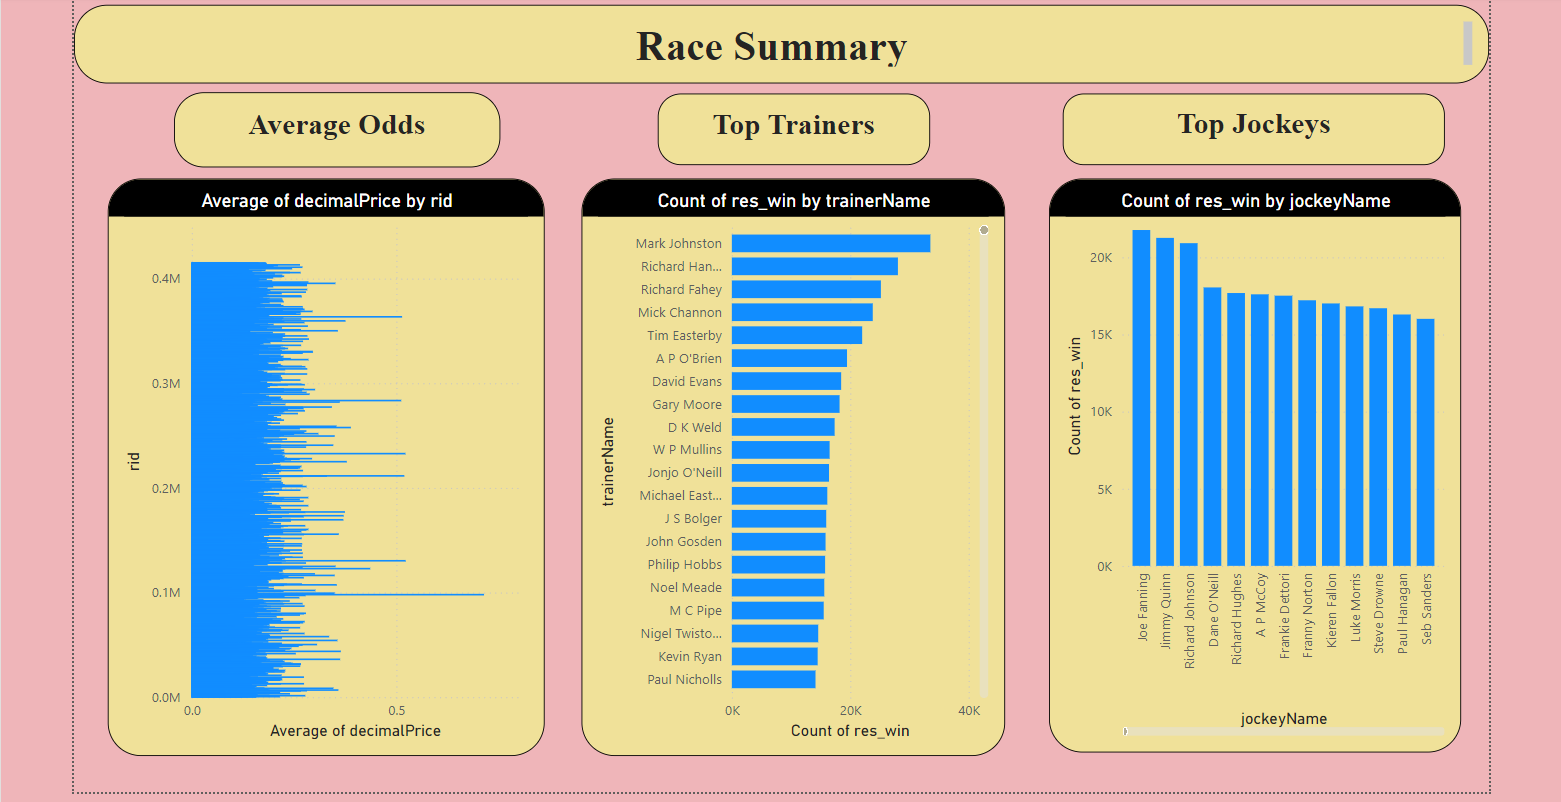 Race Summary
Average Odds
Top Trainers
Top Jockeys
Average of decimalPrice by rid
rid
0.4M
0.3M
0.2M
0.1M
0.0M
0.0
0.5
Average of decimalPrice
Count of res_win by trainerName
trainerName
Mark Johnston
Richard Han...
Richard Fahey
Mick Channon
Tim Easterby
A P O'Brien
David Evans
Gary Moore
D K Weld
W P Mullins
Jonjo O'Neill
Michael East...
J S Bolger
John Gosden
Philip Hobbs
Noel Meade
M C Pipe
Nigel Twisto...
Kevin Ryan
Paul Nicholls
0K
20K
40K
Count of res_win
Count of res_win by jockeyName
Count of res_win
20K
15K
10K
5K
0K
Joe Fanning
Jimmy Quinn
Richard Johnson
Dane O'Neill
Richard Hughes
A P McCoy
Frankie Dettori
Franny Norton
Kieren Fallon
Luke Morris
Steve Drowne
Paul Hanagan
Seb Sanders
jockeyName